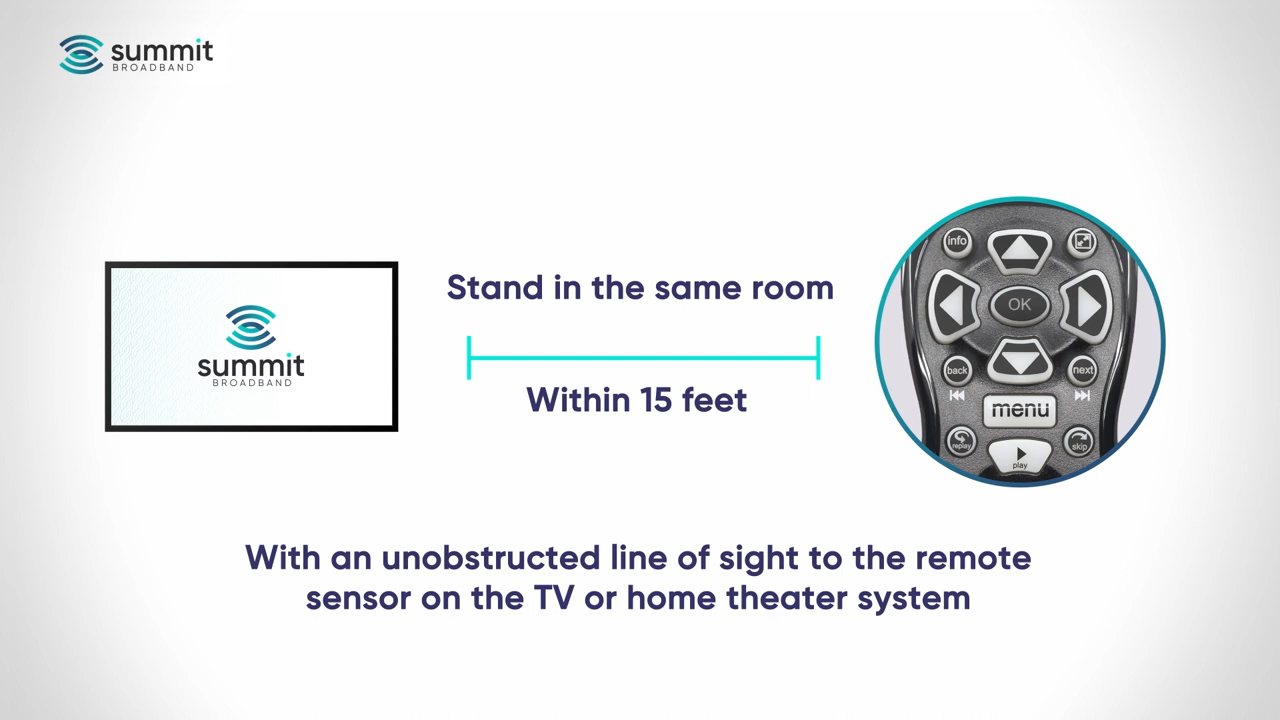 summit
BROADBAND
Stand in the same room
Within 15 feet
summit
BROADBAND
info
OK
back
next
menu
replay
skip
play
With an unobstructed line of sight to the remote
sensor on the TV or home theater system